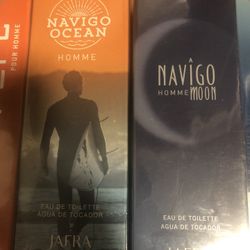 POUR HOMME
NAVIGO
OCEAN
HOMME
EAU DE TOILETTE
AGUA DE TOCADOR
JAFRA
NAVIGO
HOMME MOON
EAU DE TOILETTE
AGUA DE TOCADOR
JAFRA